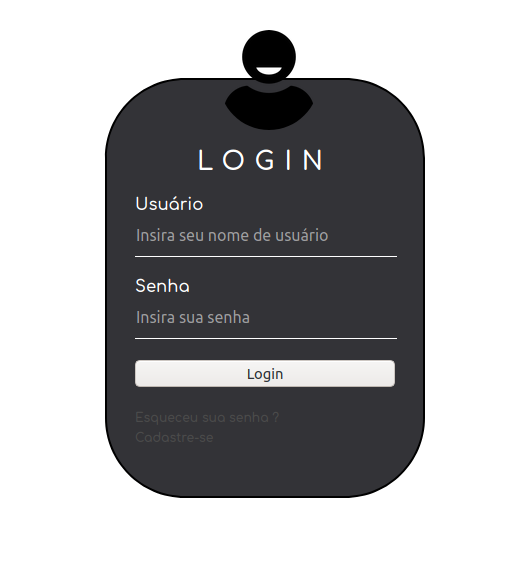 LOGIN
Usuário
Insira seu nome de usuário
Senha
Insira sua senha
Login
Esqueceu sua senha ?
Cadastre-se